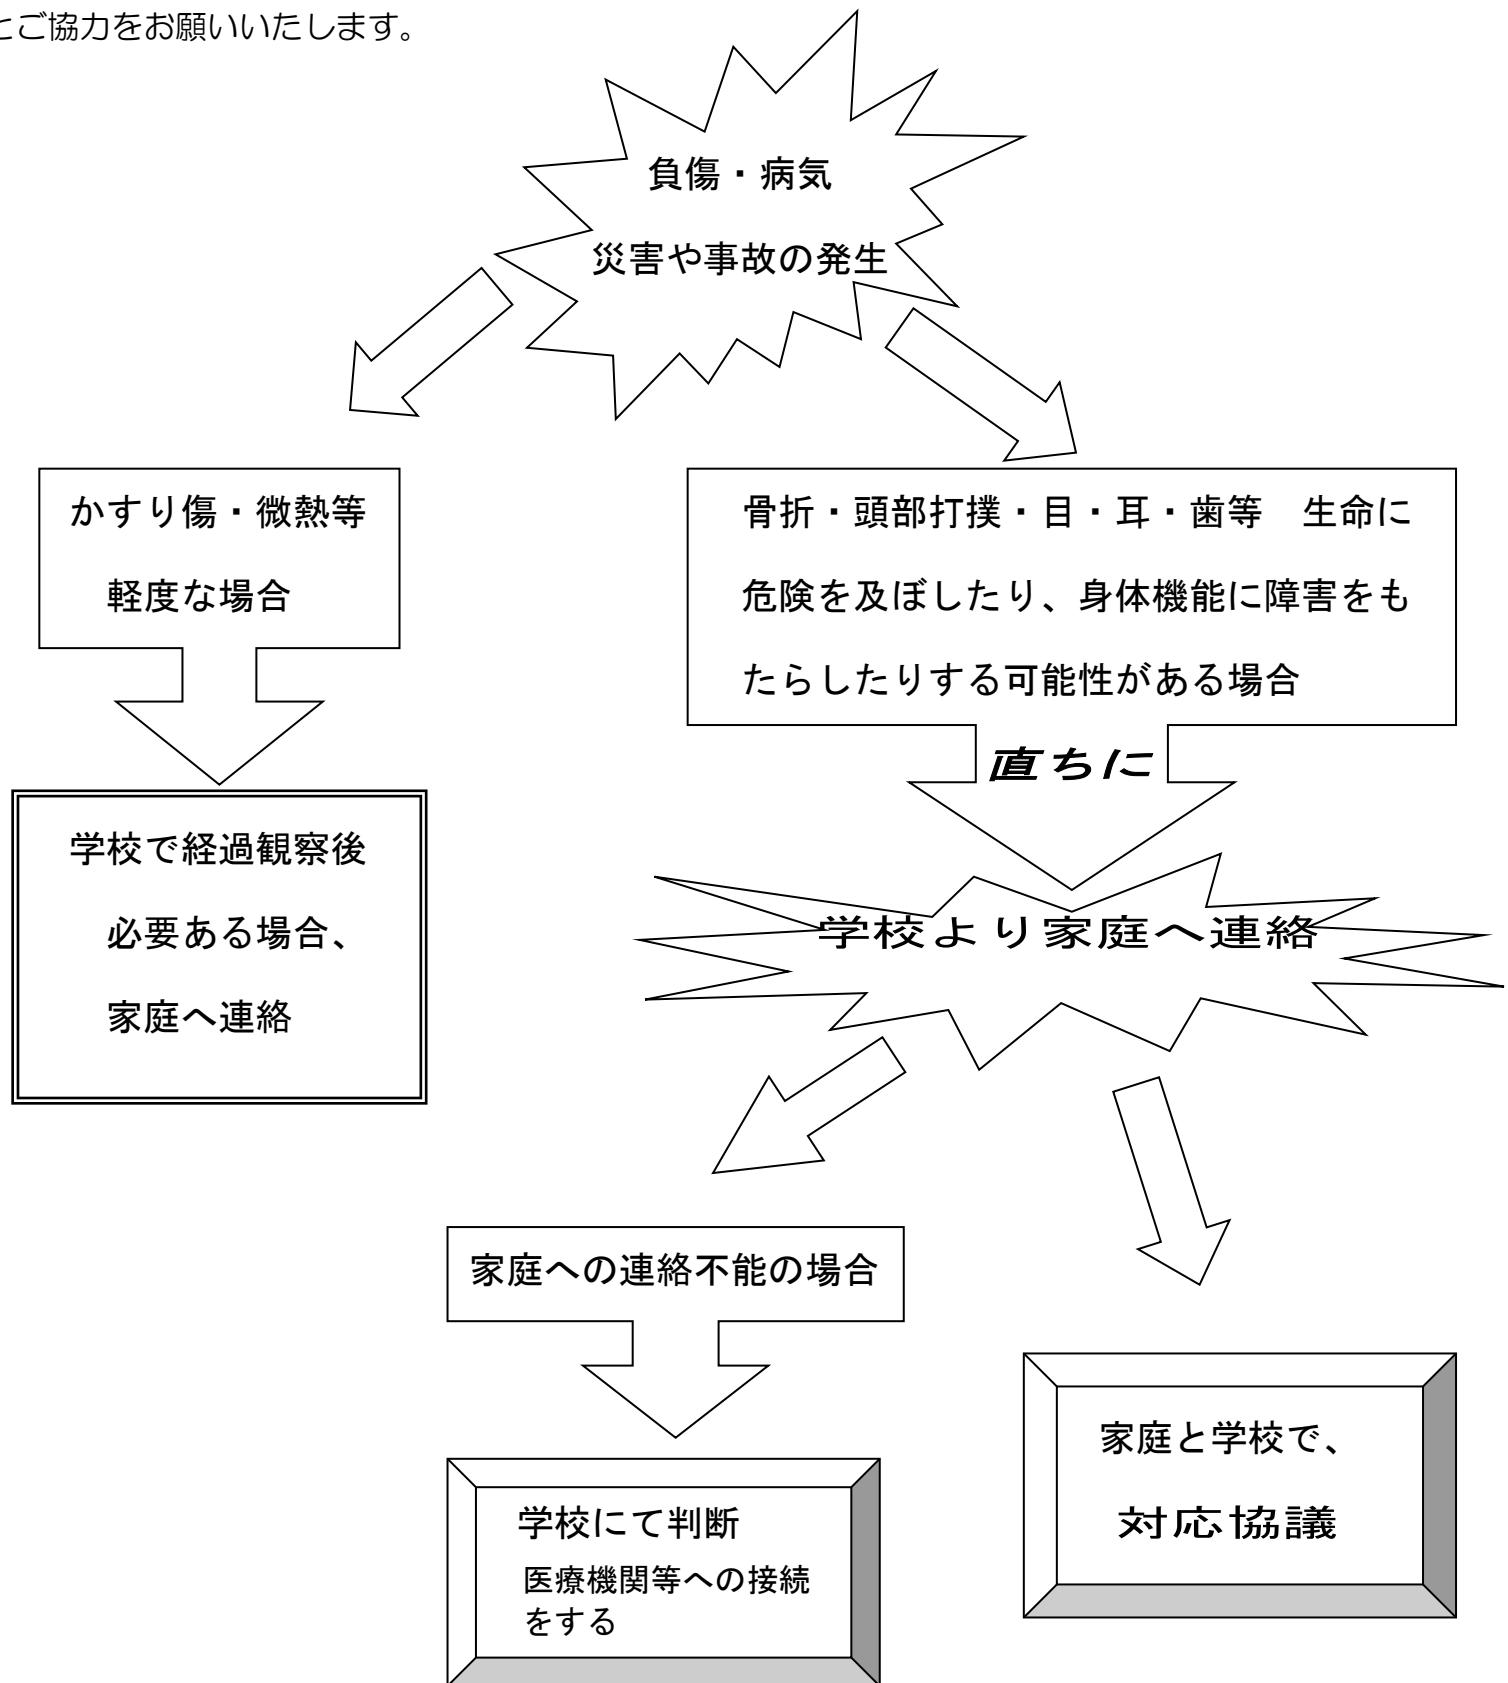 とご協力をお願いいたします。
負傷・病気
災害や事故の発生
かすり傷・微熱等
軽度な場合
骨折・頭部打撲・目・耳・歯等　生命に
危険を及ぼしたり、身体機能に障害をも
たらしたりする可能性がある場合
直ちに
学校で経過観察後
必要ある場合、
家庭へ連絡
学校より家庭へ連絡
家庭への連絡不能の場合
学校にて判断
医療機関等への接続
をする
家庭と学校で、
対応協議